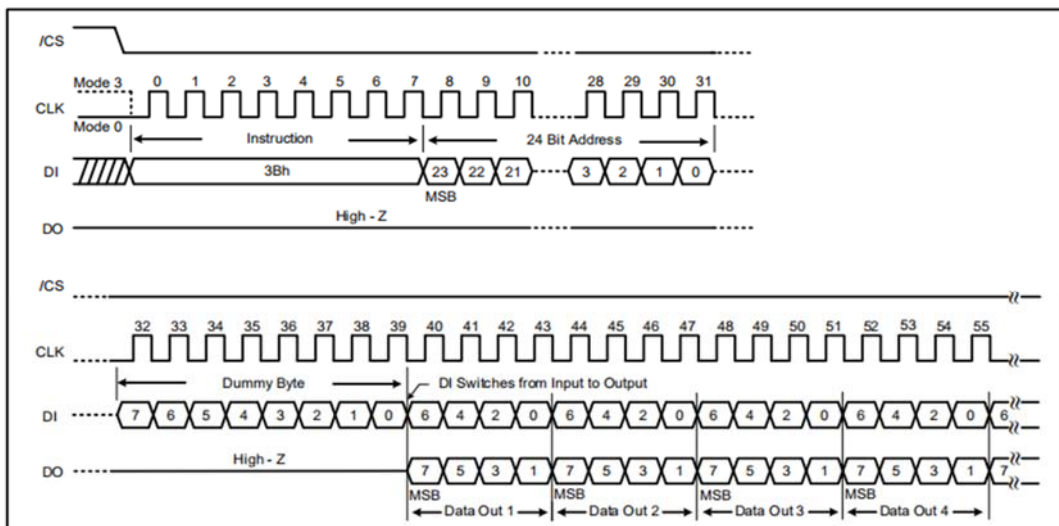 /CS
Mode 3 0 1 2 3 4 5 6 7 8 9 10 28 29 30 31
CLK
Mode 0
Instruction 24 Bit Address
DI 3Bh 23 22 21 3 2 1 0
MSB
High - Z
DO
/CS
32 33 34 35 36 37 38 39 40 41 42 43 44 45 46 47 48 49 50 51 52 53 54 55
CLK
Dummy Byte DI Switches from Input to Output
DI 7 6 5 4 3 2 1 0 6 4 2 0 6 4 2 0 6 4 2 0 6 4 2 0 6
High - Z
DO 7 5 3 1 7 5 3 1 7 5 3 1 7 5 3 1 7
MSB MSB MSB MSB
Data Out 1 Data Out 2 Data Out 3 Data Out 4